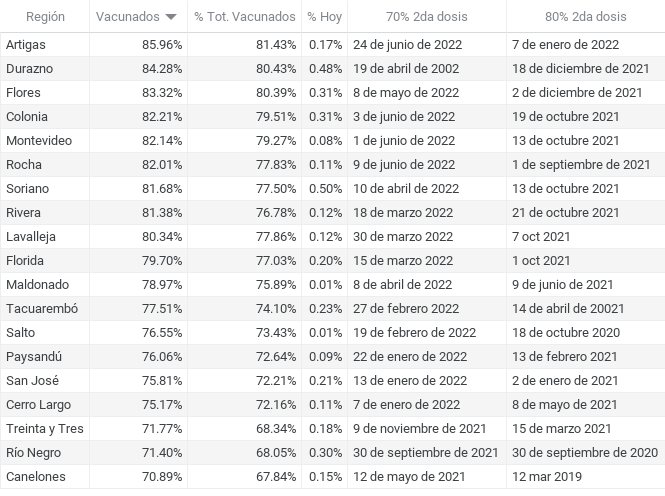 Región Vacunados % Tot. Vacunados % Hoy 70% 2da dosis 80% 2da dosis
Artigas 85.96% 81.43% 0.17% 24 de junio de 2022 7 de enero de 2022
Durazno 84.28% 80.43% 0.48% 19 de abril de 2002 18 de diciembre de 2021
Flores 83.32% 80.39% 0.31% 8 de mayo de 2022 2 de diciembre de 2021
Colonia 82.21% 79.51% 0.31% 3 de junio de 2022 19 de octubre 2021
Montevideo 82.14% 79.27% 0.08% 1 de junio de 2022 13 de octubre 2021
Rocha 82.01% 77.83% 0.11% 9 de junio de 2022 1 de septiembre de 2021
Soriano 81.68% 77.50% 0.50% 10 de abril de 2022 13 de octubre 2021
Rivera 81.38% 76.78% 0.12% 18 de marzo 2022 21 de octubre 2021
Lavalleja 80.34% 77.86% 0.12% 30 de marzo 2022 7 oct 2021
Florida 79.70% 77.03% 0.20% 15 de marzo 2022 1 oct 2021
Maldonado 78.97% 75.89% 0.01% 8 de abril de 2022 9 de junio de 2021
Tacuarembó 77.51% 74.10% 0.23% 27 de febrero 2022 14 de abril de 20021
Salto 76.55% 73.43% 0.01% 19 de febrero de 2022 18 de octubre 2020
Paysandú 76.06% 72.64% 0.09% 22 de enero de 2022 13 de febrero 2021
San José 75.81% 72.21% 0.21% 13 de enero de 2022 2 de enero de 2021
Cerro Largo 75.17% 72.16% 0.11% 7 de enero de 2022 8 de mayo de 2021
Treinta y Tres 71.77% 68.34% 0.18% 9 de noviembre de 2021 15 de marzo 2021
Río Negro 71.40% 68.05% 0.30% 30 de septiembre de 2021 30 de septiembre de 2020
Canelones 70.89% 67.84% 0.15% 12 de mayo de 2021 12 mar 2019